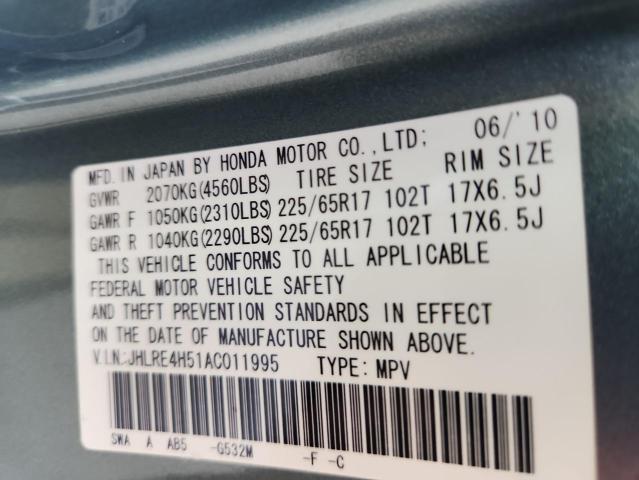 MFD. IN JAPAN BY HONDA MOTOR CO.,LTD; 06/'10
GVWR 2070KG(4560LBS) TIRE SIZE RIM SIZE
GAWR F 1050KG(2310LBS) 225/65R17 102T 17X6.5J
GAWR R 1040KG(2290LBS) 225/65R17 102T 17X6.5J
THIS VEHICLE CONFORMS TO ALL APPLICABLE
FEDERAL MOTOR VEHICLE SAFETY
AND THEFT PREVENTION STANDARDS IN EFFECT
ON THE DATE OF MANUFACTURE SHOWN ABOVE.
V.I.N.:JHLRE4H51AC011995 TYPE: MPV
SWA A AB5 -G532M -F -C